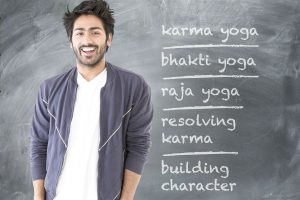 karma yoga
bhakti yoga
raja yoga
resolving
karma
building
character